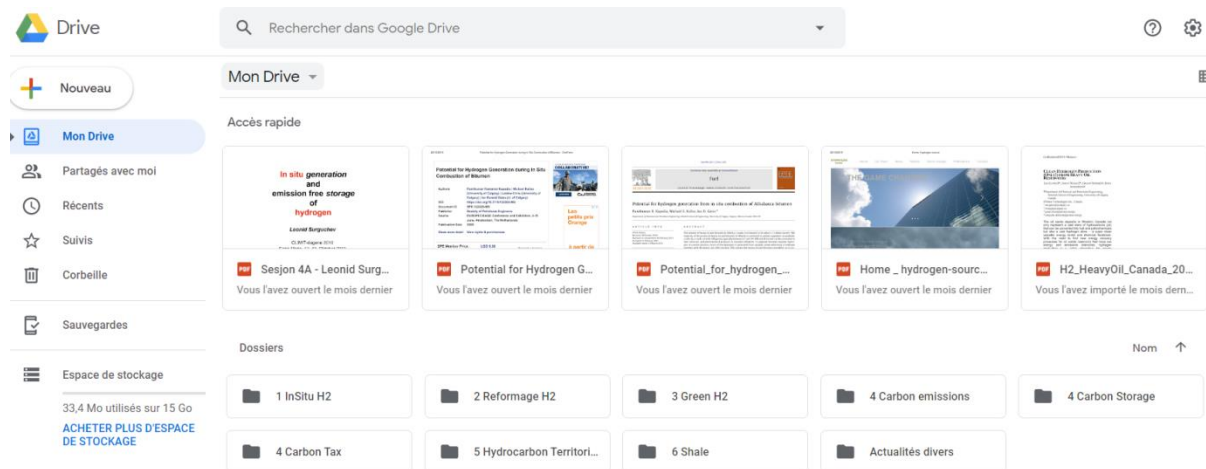 Drive
Rechercher dans Google Drive
Nouveau
Mon Drive
Partagés avec moi
Récents
Suivis
Corbeille
Sauvegardes
Espace de stockage
33,4 Mo utilisés sur 15 Go
ACHETER PLUS D'ESPACE
DE STOCKAGE
Mon Drive
Accès rapide
In situ generation
and
emission free storage
of
hydrogen
Leonid Surguchev
Sesjon 4A - Leonid Surg...
Vous l'avez ouvert le mois dernier
Potential for Hydrogen Generation during In Situ
Combustion of Bitumen
Potential for Hydrogen G...
Vous l'avez ouvert le mois dernier
Fuel
Potential for hydrogen generation from in situ combustion of Athabasca bitumen
Potential_for_hydrogen_...
Vous l'avez ouvert le mois dernier
Home _ hydrogen-sourc...
Vous l'avez ouvert le mois dernier
H2_HeavyOil_Canada_20...
Vous l'avez importé le mois dern...
Dossiers
Nom
1 InSitu H2
2 Reformage H2
3 Green H2
4 Carbon emissions
4 Carbon Storage
4 Carbon Tax
5 Hydrocarbon Territori...
6 Shale
Actualités divers